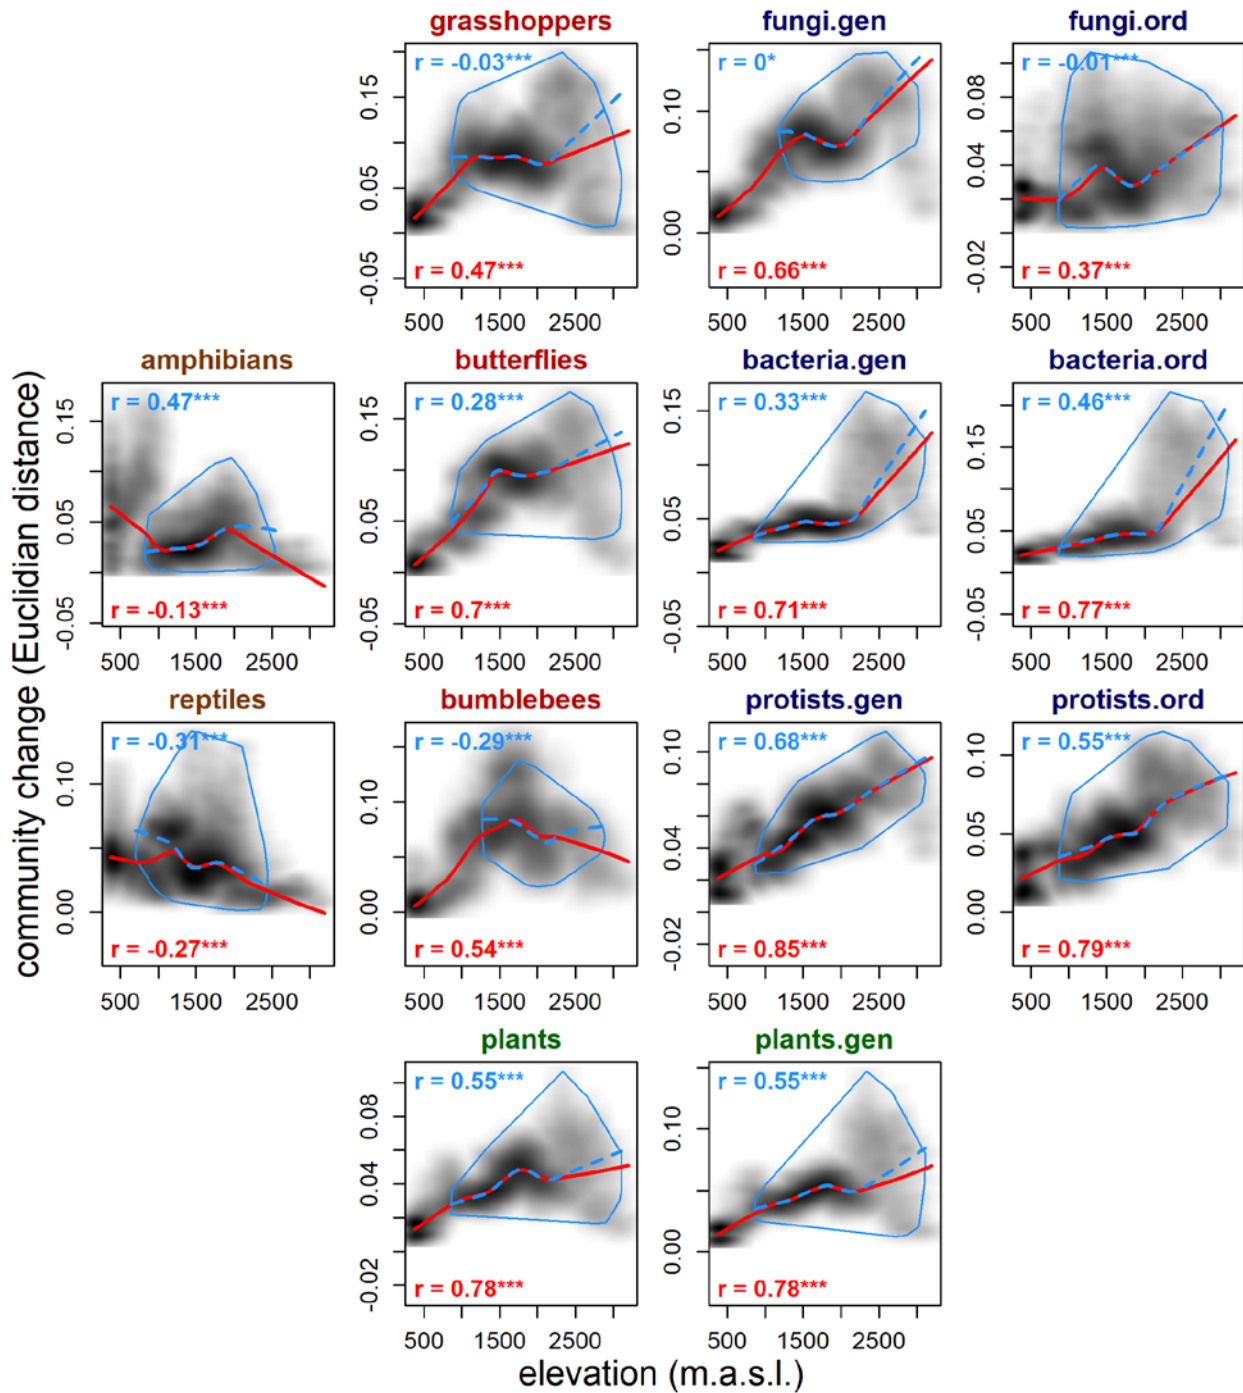 grasshoppers fungi.gen fungi.ord
r = -0.03*** r = 0* r = -0.01***
0.15 0.10 0.08
0.05 0.04
0.00
-0.05 -0.02
r = 0.47*** r = 0.66*** r = 0.37***
500 1500 2500 500 1500 2500 500 1500 2500
amphibians butterflies bacteria.gen bacteria.ord
r = 0.47*** r = 0.28*** r = 0.33*** r = 0.46***
0.15 0.15 0.15 0.15
0.05 0.05 0.05 0.05
-0.05 -0.05 -0.05 -0.05
r = -0.13*** r = 0.7*** r = 0.71*** r = 0.77***
500 1500 2500 500 1500 2500 500 1500 2500 500 1500 2500
community change (Euclidian distance)
reptiles bumblebees protists.gen protists.ord
r = -0.31*** r = -0.29*** r = 0.68*** r = 0.55***
0.10 0.10 0.10 0.10
0.04 0.05
0.00 0.00 0.00
-0.02
r = -0.27*** r = 0.54*** r = 0.85*** r = 0.79***
500 1500 2500 500 1500 2500 500 1500 2500 500 1500 2500
plants plants.gen
r = 0.55*** r = 0.55***
0.08 0.10
0.04
0.00
-0.02
r = 0.78*** r = 0.78***
500 1500 2500 500 1500 2500
elevation (m.a.s.l.)